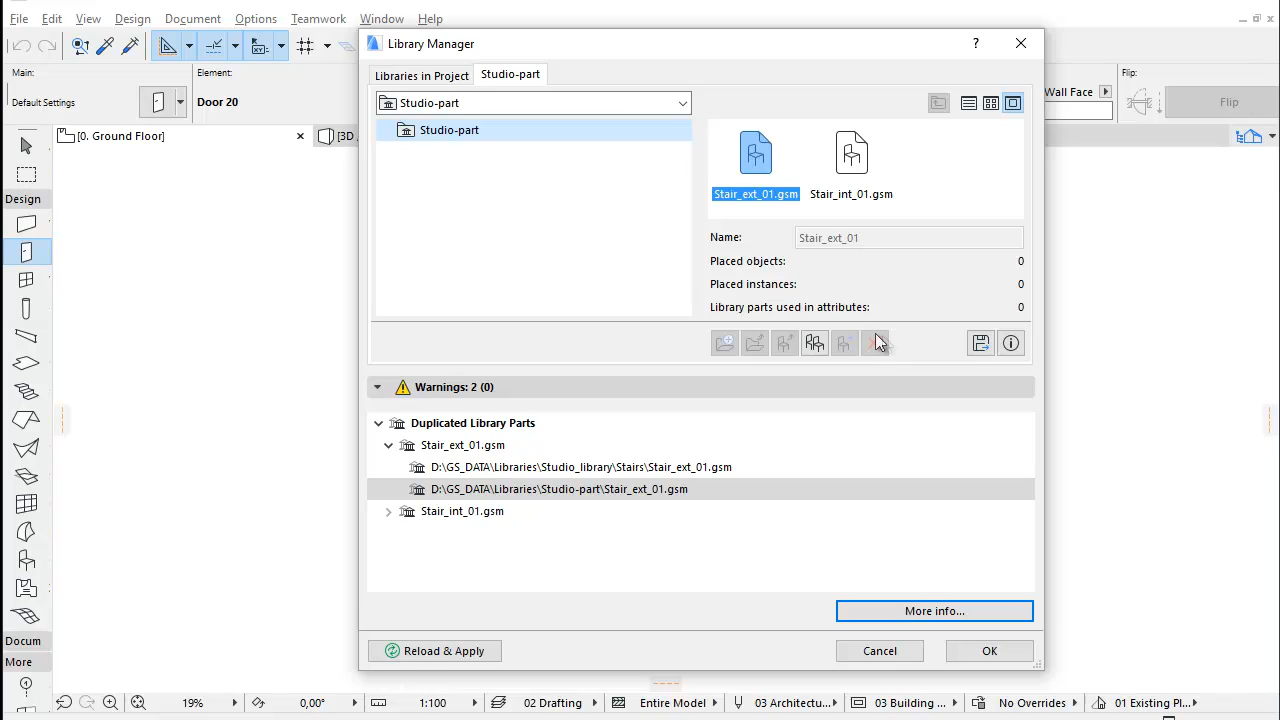 File Edit View Design Document Options Teamwork Window Help
Main:
Default Settings
Element:
Door 20
Wall Face
Flip:
Flip
[0. Ground Floor]
[3D
Design
Docum
More
Library Manager
?
Libraries in Project
Studio-part
Studio-part
Studio-part
Stair_ext_01.gsm
Stair_int_01.gsm
Name:
Stair_ext_01
Placed objects:
0
Placed instances:
0
Library parts used in attributes:
0
Warnings: 2 (0)
Duplicated Library Parts
Stair_ext_01.gsm
D:\GS_DATA\Libraries\Studio_library\Stairs\Stair_ext_01.gsm
D:\GS_DATA\Libraries\Studio-part\Stair_ext_01.gsm
Stair_int_01.gsm
More info...
Reload & Apply
Cancel
OK
19%
0,00°
1:100
02 Drafting
Entire Model
03 Architectu...
03 Building ...
No Overrides
01 Existing Pl...